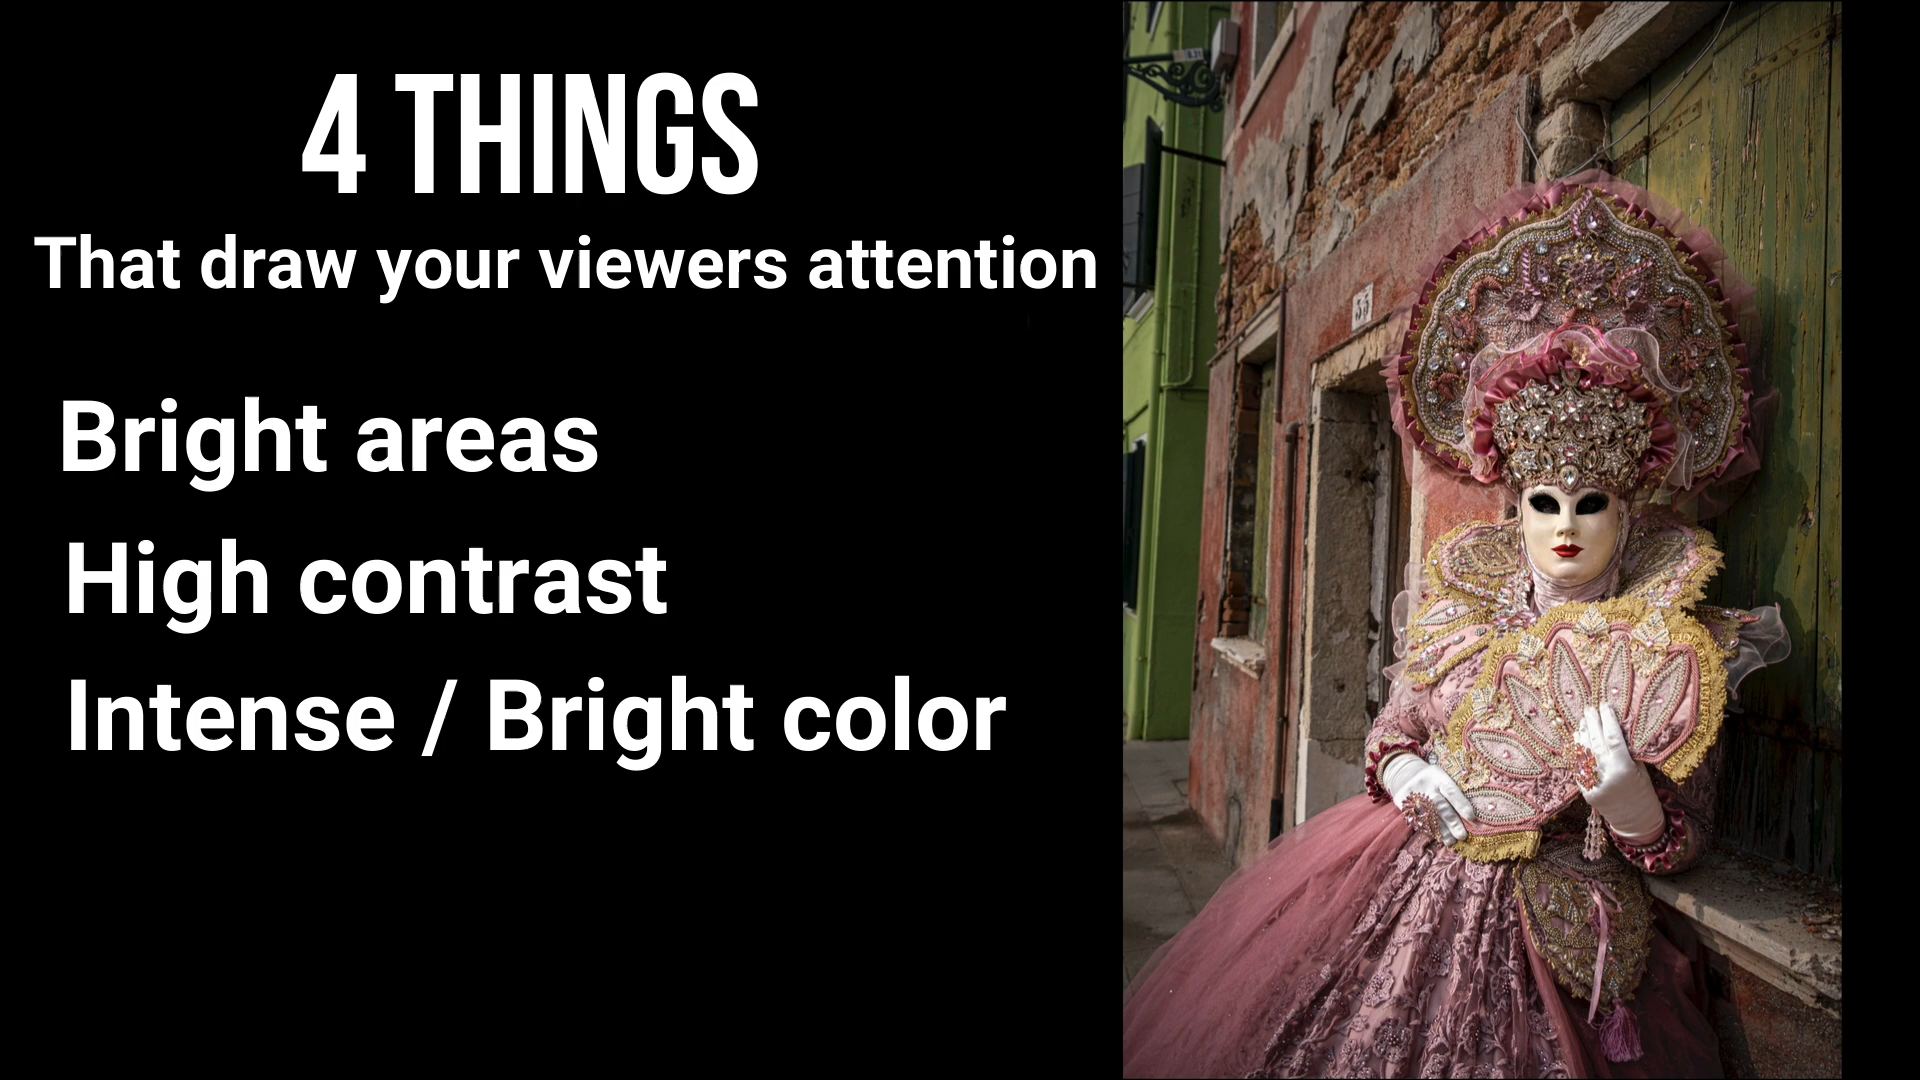 4 THINGS
That draw your viewers attention
Bright areas
High contrast
Intense / Bright color